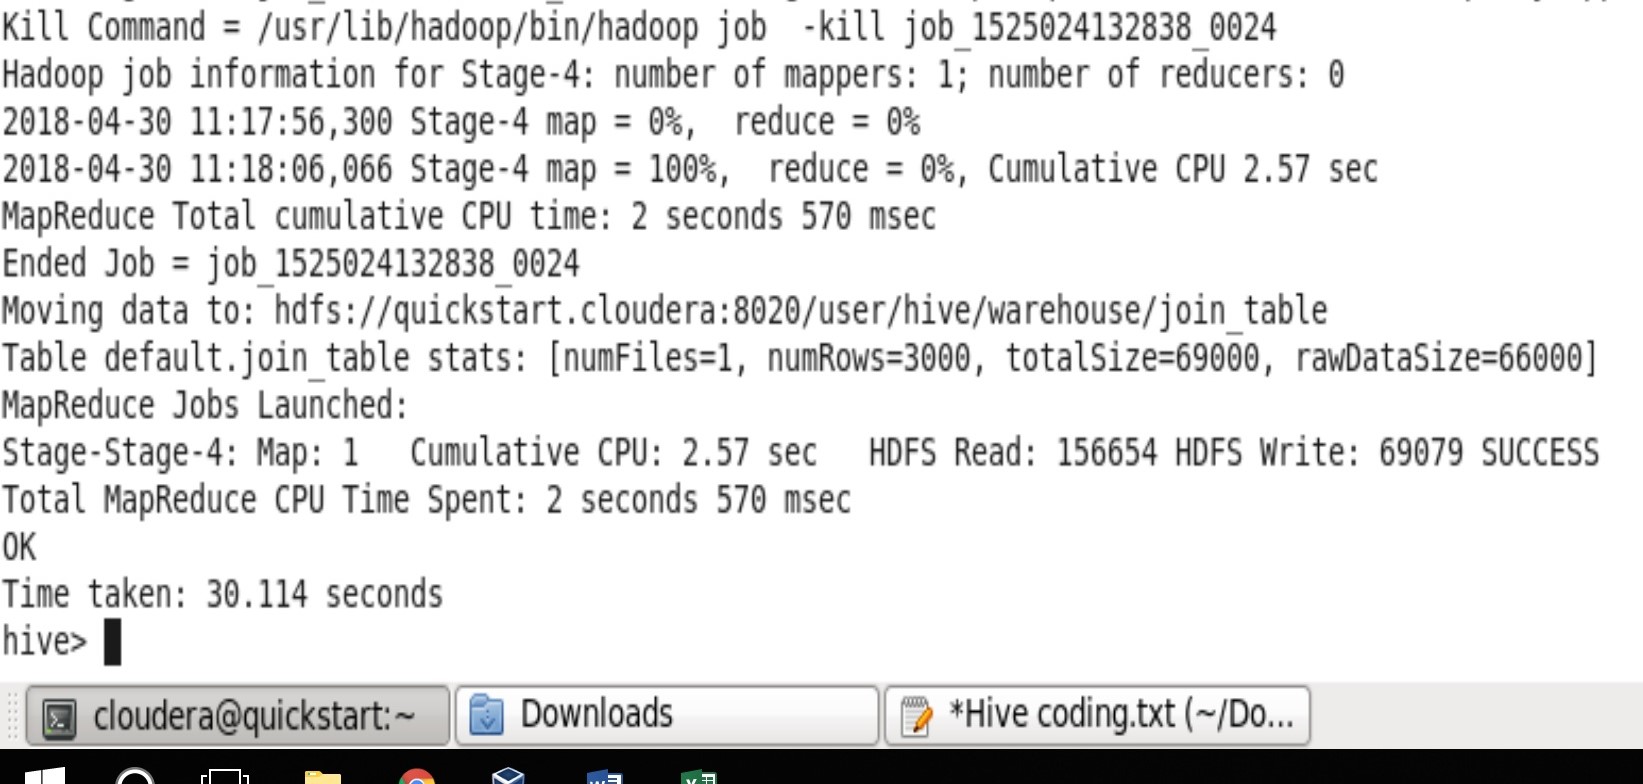 Kill Command = /usr/lib/hadoop/bin/hadoop job  -kill job_1525024132838_0024
Hadoop job information for Stage-4: number of mappers: 1; number of reducers: 0
2018-04-30 11:17:56,300 Stage-4 map = 0%,  reduce = 0%
2018-04-30 11:18:06,066 Stage-4 map = 100%,  reduce = 0%, Cumulative CPU 2.57 sec
MapReduce Total cumulative CPU time: 2 seconds 570 msec
Ended Job = job_1525024132838_0024
Moving data to: hdfs://quickstart.cloudera:8020/user/hive/warehouse/join_table
Table default.join_table stats: [numFiles=1, numRows=3000, totalSize=69000, rawDataSize=66000]
MapReduce Jobs Launched:
Stage-Stage-4: Map: 1   Cumulative CPU: 2.57 sec   HDFS Read: 156654 HDFS Write: 69079 SUCCESS
Total MapReduce CPU Time Spent: 2 seconds 570 msec
OK
Time taken: 30.114 seconds
hive>
cloudera@quickstart:~ Downloads *Hive coding.txt (~/Do...